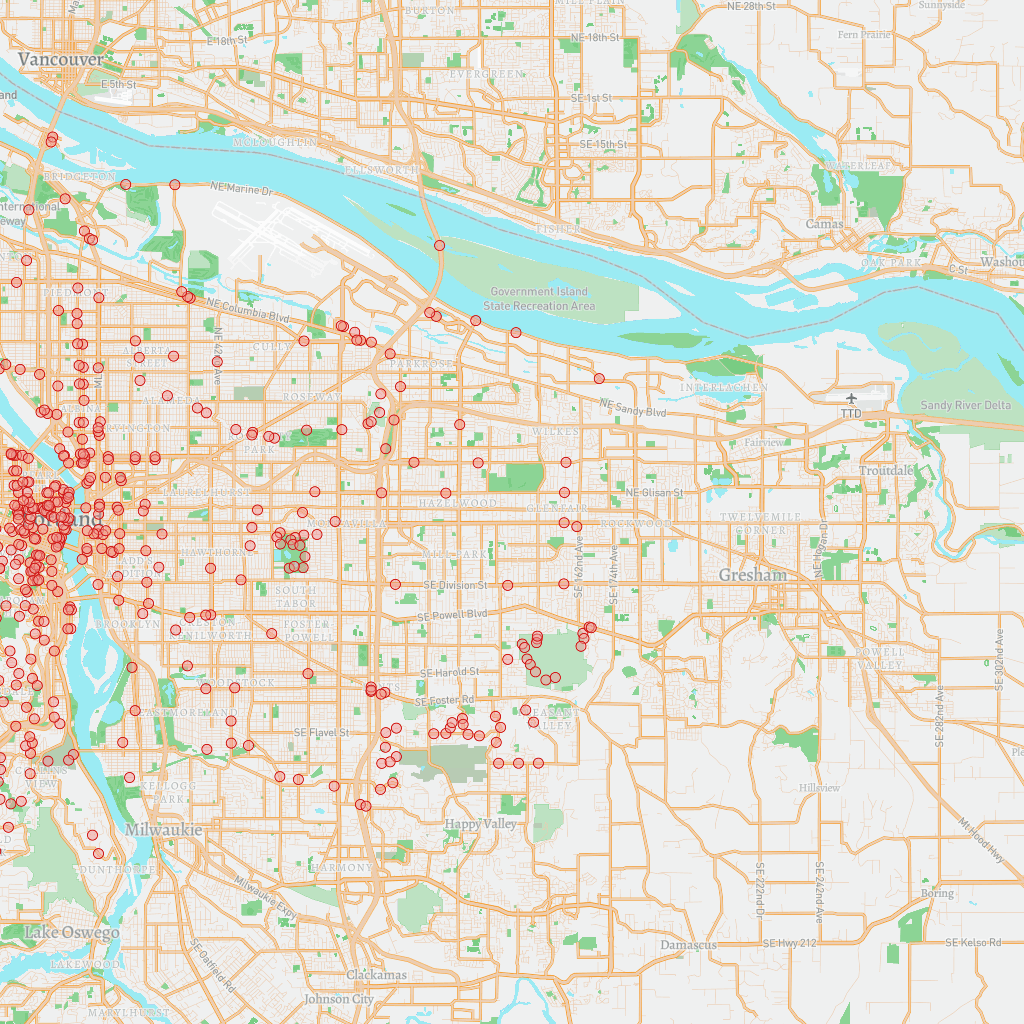 BURTON
MILL PLAIN
NE 28th St
Sunnyside
E 18th St
NE 18th St
Fern Prairie
Vancouver
EVERGREEN
E 5th St
SE 1st St
MCLOUGHLIN
SE 15th St
ELLSWORTH
WATERLEAF
BRIDGETON
NE Marine Dr
International
Camas
FISHER
OAK PARK
C St
PIEDMONT
Government Island
State Recreation Area
NE Columbia Blvd
CULLY
ALBERTA
NE 42nd Ave
PARKROSE
INTERLACHEN
ROSEWAY
NE Sandy Blvd
TTD
Sandy River Delta
WILKES
Fairview
PARK
Troutdale
LAURELHURST
NE Glisan St
HAZELWOOD
GLENFAIR
ROCKWOOD
TWELVEMILE
CORNER
MILL PARK
HAWTHORNE
SE 162nd Ave
SE 174th Ave
NE Hogan Dr
Gresham
SE Division St
SOUTH
TABOR
SE Powell Blvd
BROOKLYN
FOSTER
POWELL
KENILWORTH
POWELL
VALLEY
SE 302nd Ave
SE Harold St
WOODSTOCK
SE Foster Rd
SE 282nd Ave
EASTMORELAND
PLEASANT
VALLEY
SE Flavel St
COLLINS
VIEW
KELLOGG
PARK
Hillsview
Milwaukie
Happy Valley
Mt Hood Hwy
DUNTHORPE
HARMONY
Milwaukie Expy
SE 222nd Dr
SE 242nd Ave
Boring
Lake Oswego
SE Oatfield Rd
Damascus
SE Hwy 212
SE Kelso Rd
LAKEWOOD
Clackamas
Johnson City
MARYLHURST